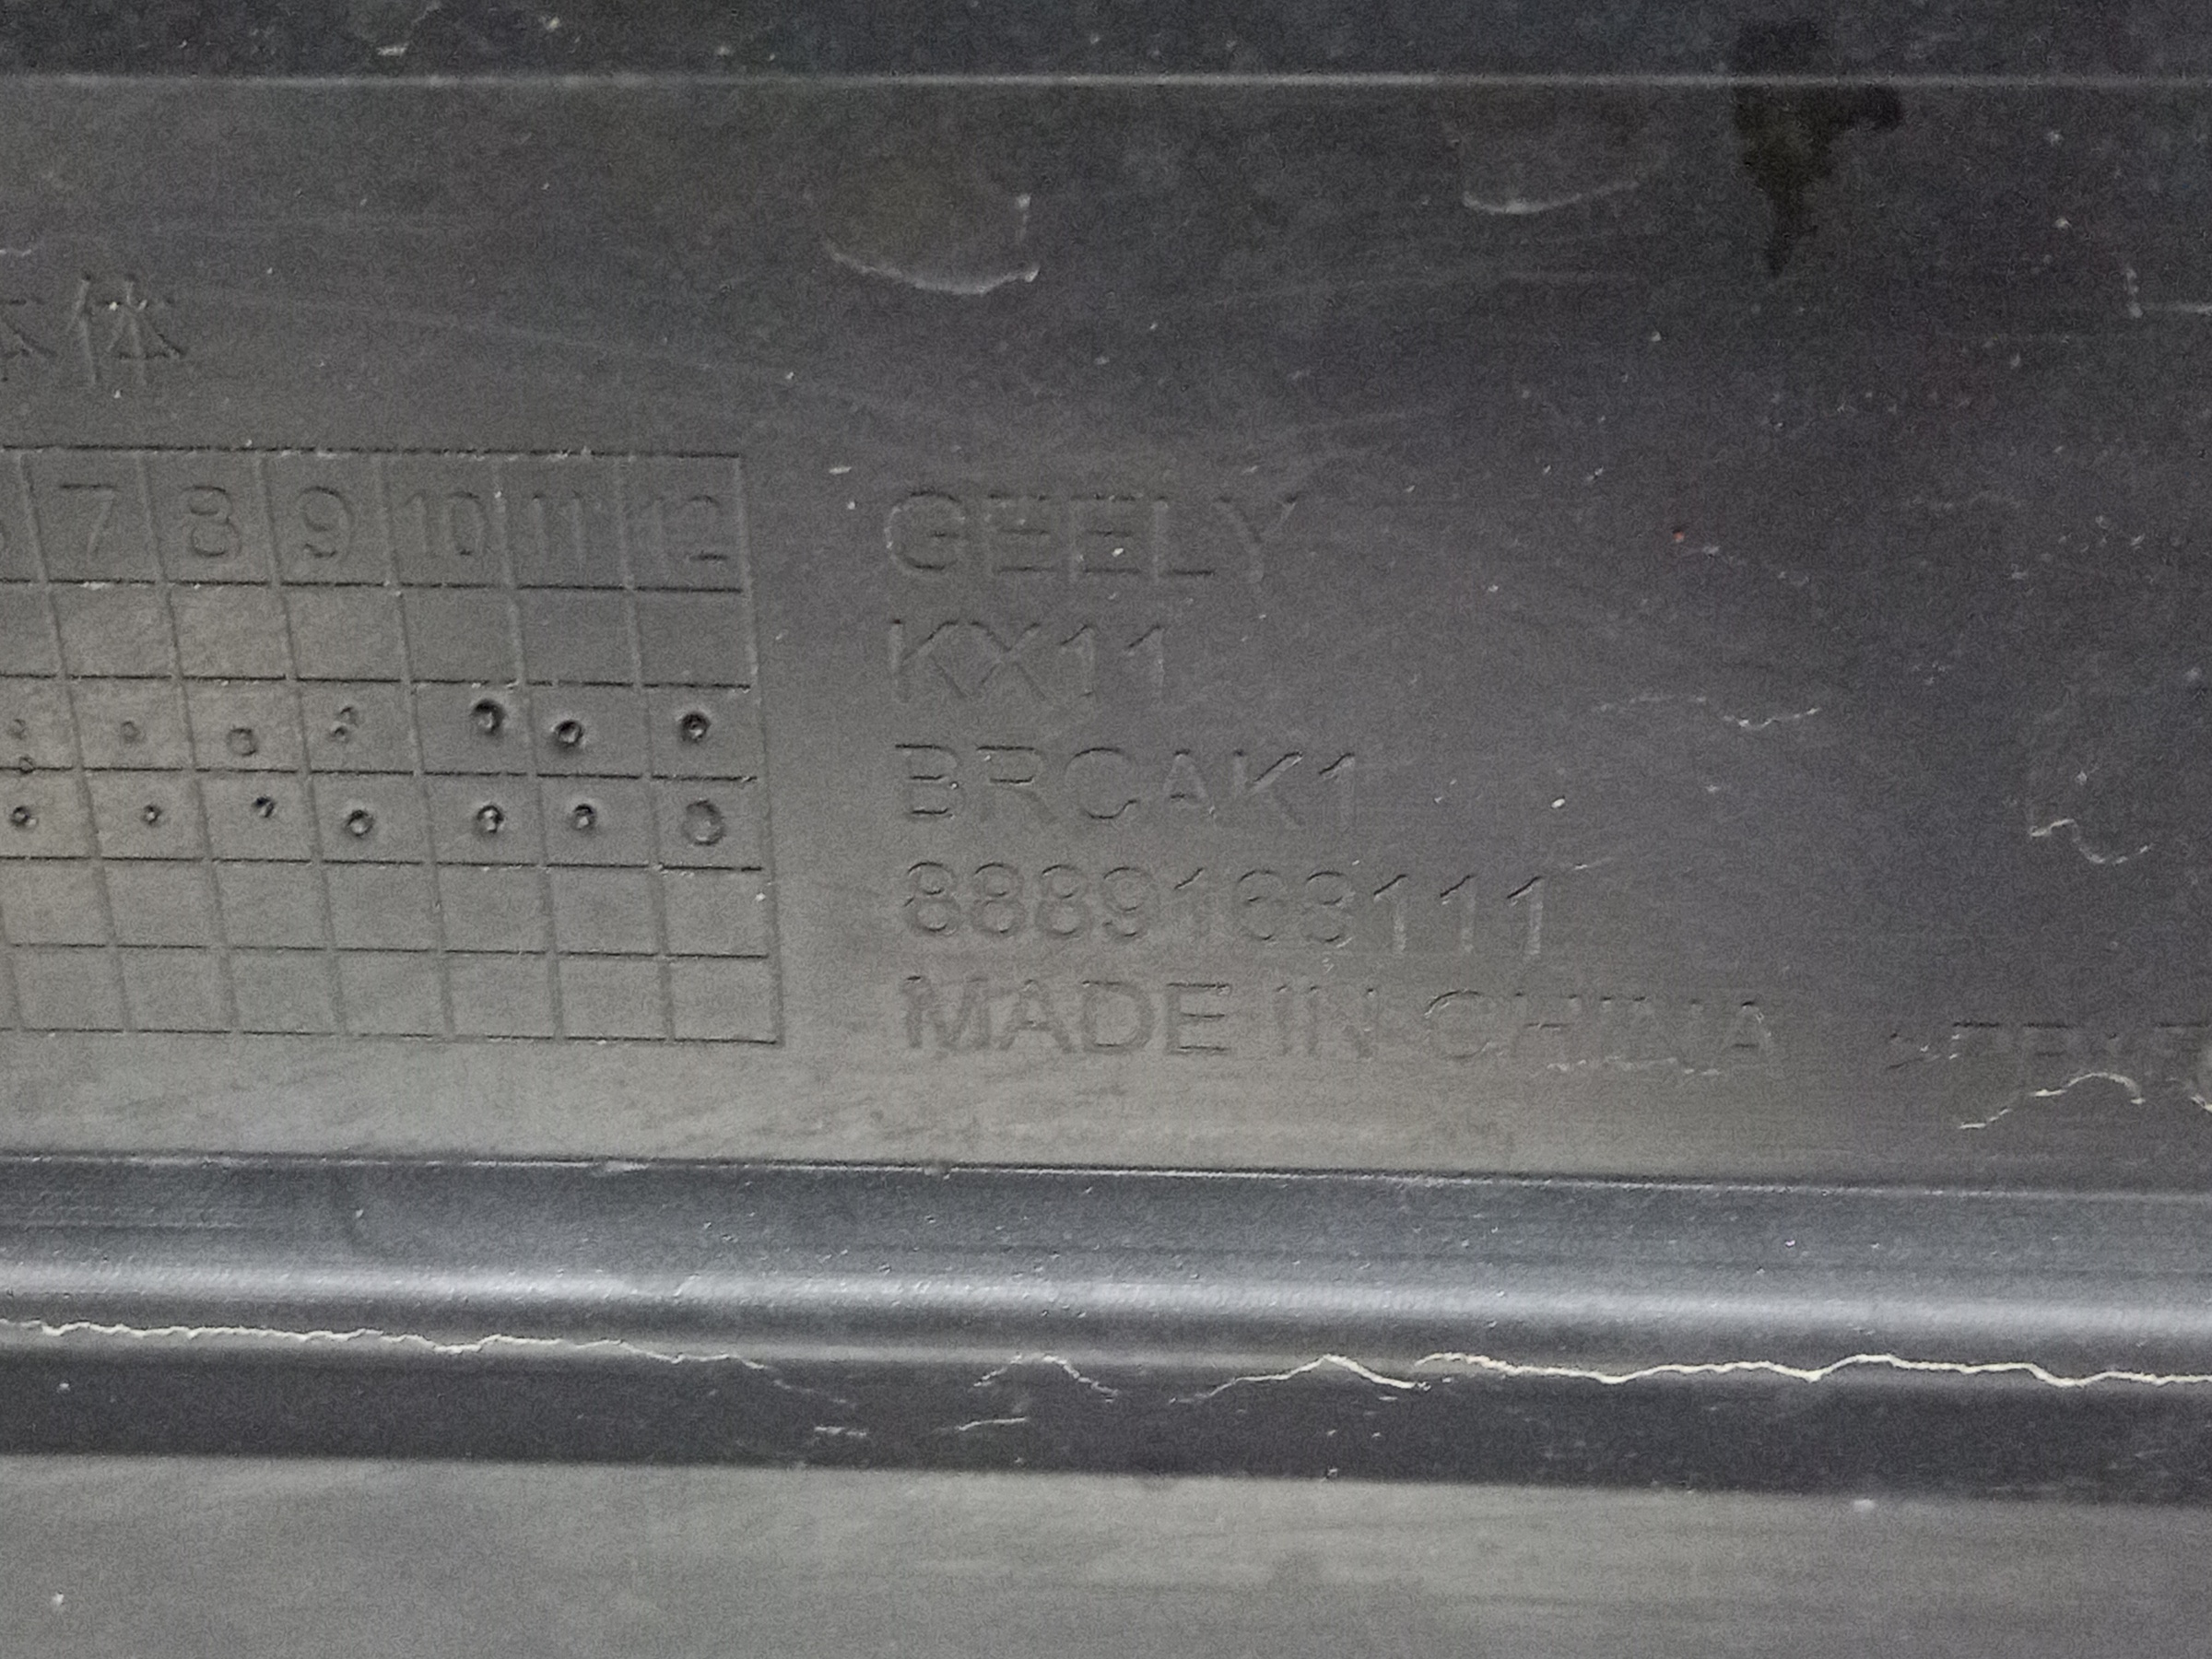 体
7 8 9 10 11 12
GEELY
KX11
BRCAK1
8889168111
MADE IN CHINA